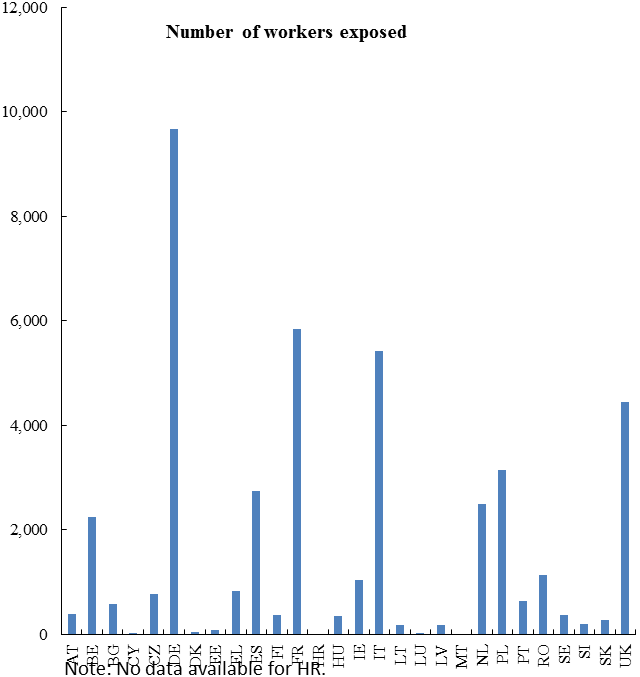 Number of workers exposed
12,000
10,000
8,000
6,000
4,000
2,000
0
AT BE BG CY CZ DE DK EE EL ES FI FR HR HU IE IT LT LU LV MT NL PL PT RO SE SI SK UK
Note: No data available for HR.